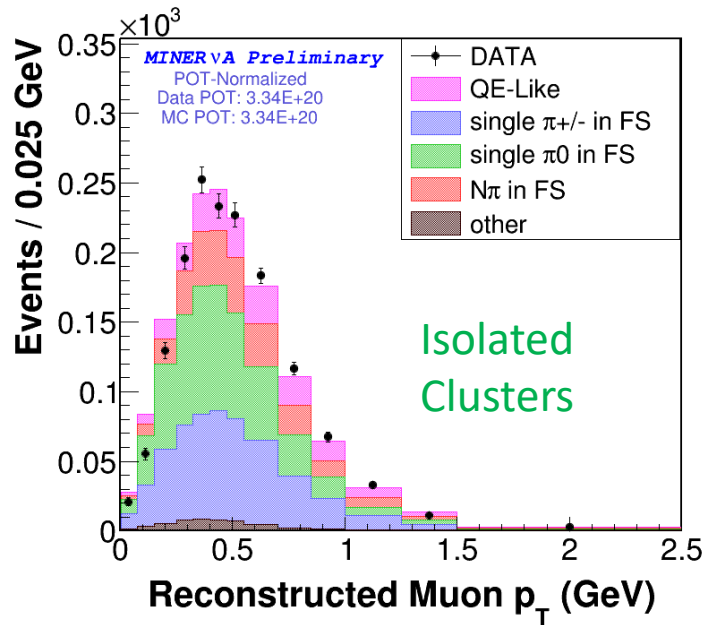 ×10³
0.35
0.3
0.25
0.2
0.15
0.1
0.05
0
Events / 0.025 GeV
MINERνA Preliminary
POT-Normalized
Data POT: 3.34E+20
MC POT: 3.34E+20
DATA
QE-Like
single π+/- in FS
single π0 in FS
Nπ in FS
other
Isolated
Clusters
0 0.5 1 1.5 2 2.5
Reconstructed Muon p_T (GeV)